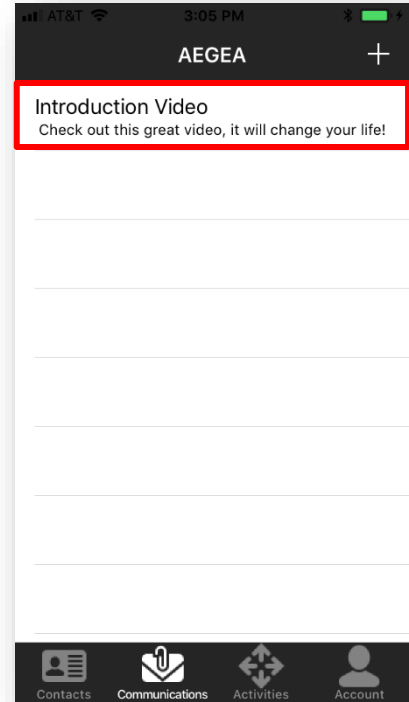 AT&T 3:05 PM
AEGEA +
Introduction Video
Check out this great video, it will change your life!
Contacts Communications Activities Account